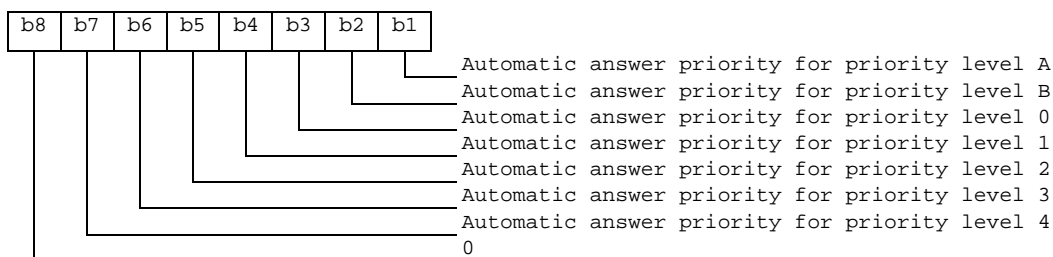 b8 b7 b6 b5 b4 b3 b2 b1
Automatic answer priority for priority level A
Automatic answer priority for priority level B
Automatic answer priority for priority level 0
Automatic answer priority for priority level 1
Automatic answer priority for priority level 2
Automatic answer priority for priority level 3
Automatic answer priority for priority level 4
0